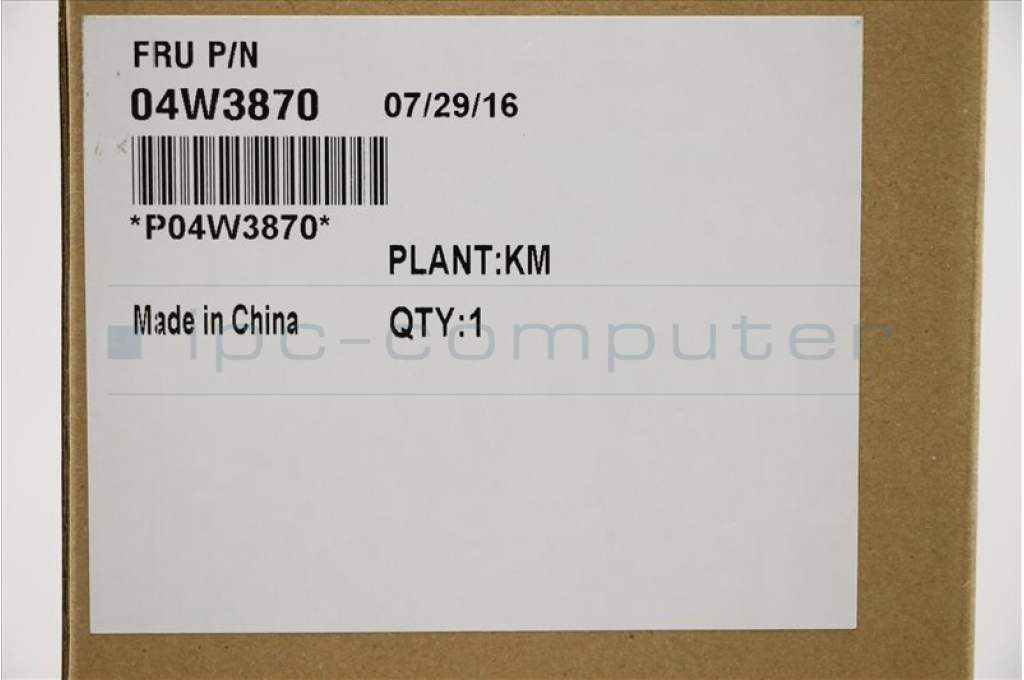 FRU P/N
04W3870 07/29/16
*P04W3870*
PLANT:KM
Made in China QTY:1
ipc-computer